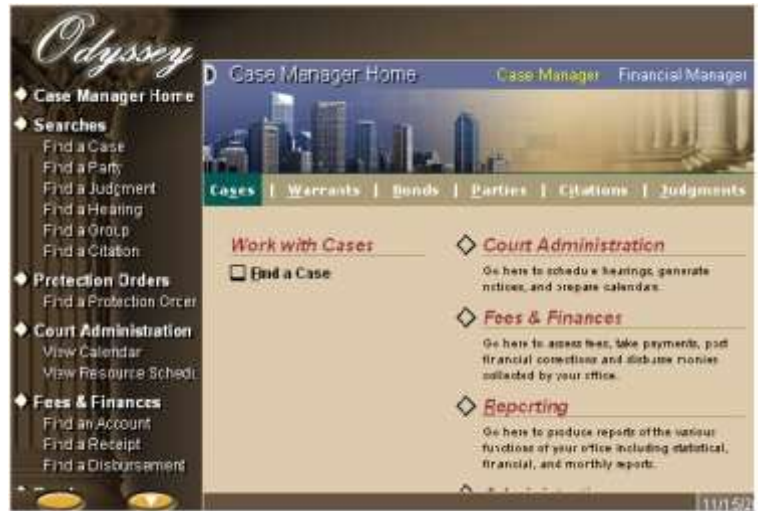 Odyssey
Case Manager Home
Searches
Find a Case
Find a Party
Find a Judgment
Find a Hearing
Find a Group
Find a Citation
Protection Orders
Find a Protection Order
Court Administration
View Calendar
View Resource Schedu
Fees & Finances
Find an Account
Find a Receipt
Find a Disbursement
Case Manager Home Case Manager Financial Manager
Cases | Warrants | Bonds | Parties | Citations | Judgments
Work with Cases
Find a Case
Court Administration
Go here to schedule hearings, generate
notices, and prepare calendars.
Fees & Finances
Go here to assess fees, take payments, post
financial corrections and disburse monies
collected by your office.
Reporting
Go here to produce reports of the various
functions of your office including statistical,
financial, and monthly reports.
11/15/2